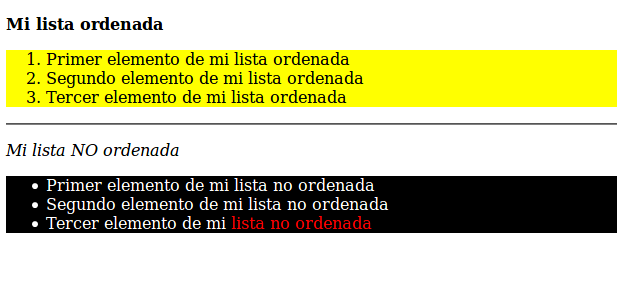 Mi lista ordenada
1. Primer elemento de mi lista ordenada
2. Segundo elemento de mi lista ordenada
3. Tercer elemento de mi lista ordenada
Mi lista NO ordenada
• Primer elemento de mi lista no ordenada
• Segundo elemento de mi lista no ordenada
• Tercer elemento de mi lista no ordenada